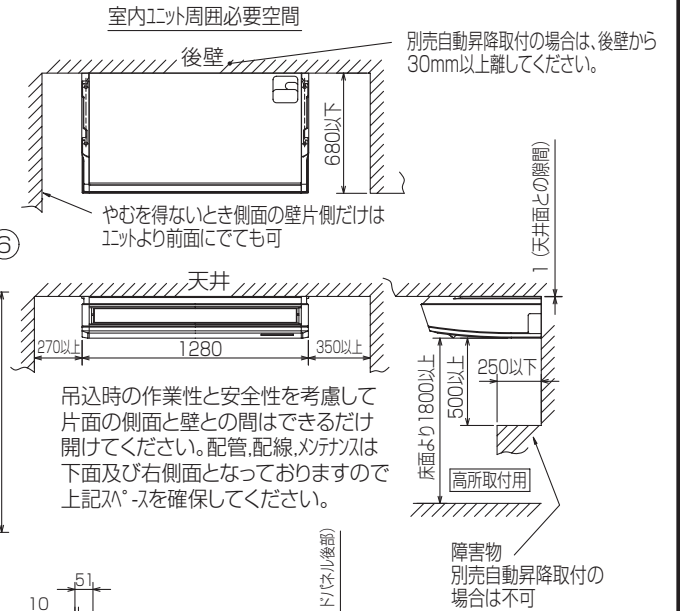 室内ユニット周囲必要空間
後壁
別売自動昇降取付の場合は、後壁から
30mm以上離してください。
680以下
やむを得ないとき側面の壁片側だけは
ユニットより前面にでても可
1 (天井面との隙間)
6
天井
270以上
1280
350以上
床面より1800以上
500以上
250以下
吊込時の作業性と安全性を考慮して
片面の側面と壁との間はできるだけ
開けてください。配管,配線,メンテナンスは
下面及び右側面となっておりますので
上記スペースを確保してください。
高所取付用
障害物
別売自動昇降取付の
場合は不可
ドパネル後部)
51
10